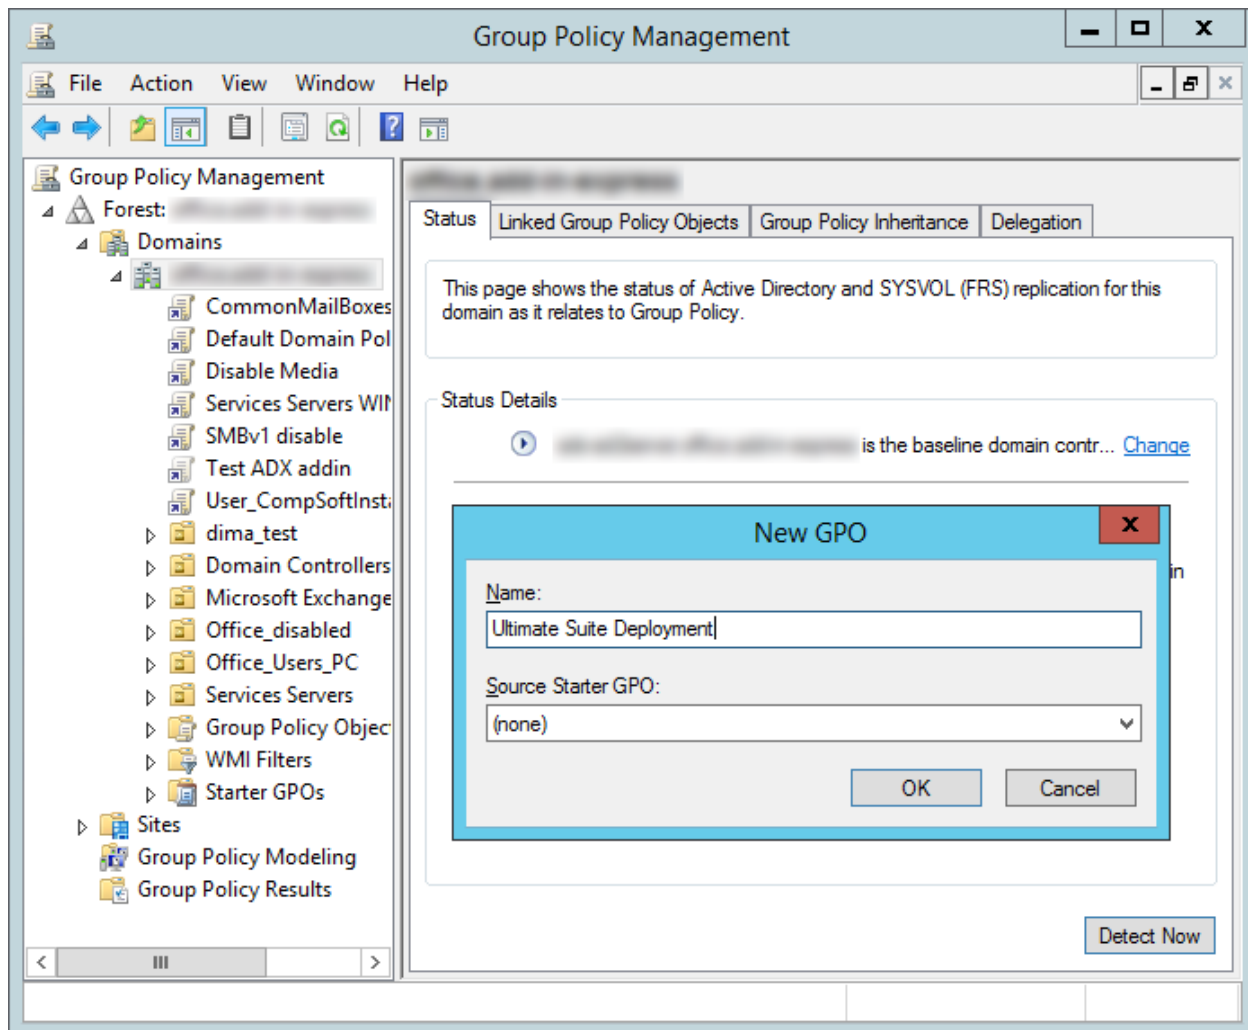 Group Policy Management
File Action View Window Help
Group Policy Management
Forest:
Domains
CommonMailBoxes
Default Domain Pol
Disable Media
Services Servers WIN
SMBv1 disable
Test ADX addin
User_CompSoftInsta
dima_test
Domain Controllers
Microsoft Exchange
Office_disabled
Office_Users_PC
Services Servers
Group Policy Objec
WMI Filters
Starter GPOs
Sites
Group Policy Modeling
Group Policy Results
Status Linked Group Policy Objects Group Policy Inheritance Delegation
This page shows the status of Active Directory and SYSVOL (FRS) replication for this
domain as it relates to Group Policy.
Status Details
is the baseline domain contr... Change
in
New GPO
Name:
Ultimate Suite Deployment
Source Starter GPO:
(none)
OK Cancel
Detect Now